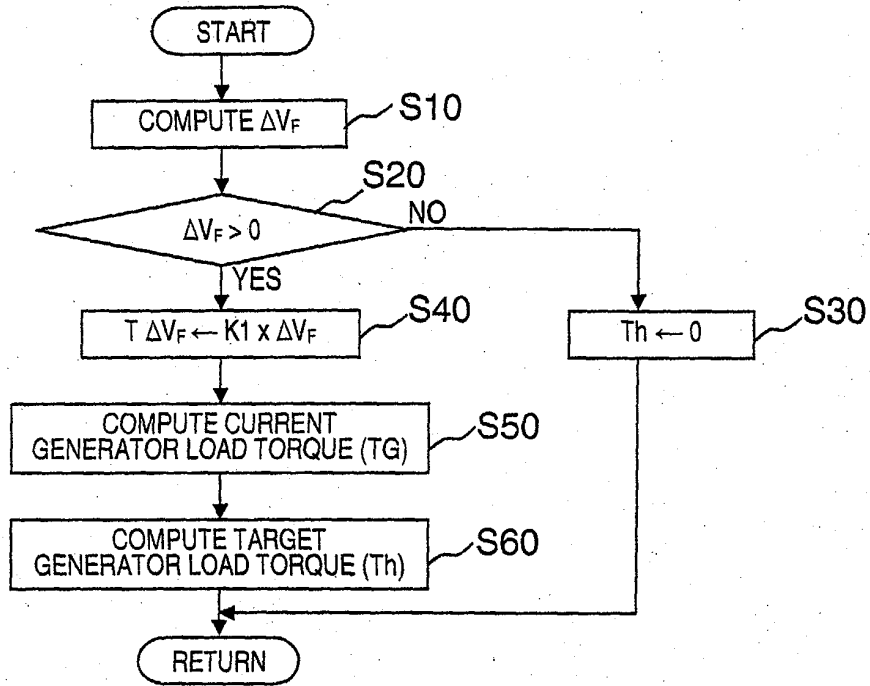 START
COMPUTE ΔVF
S10
S20
ΔVF > 0
NO
YES
T ΔVF ← K1 x ΔVF
S40
Th ← 0
S30
COMPUTE CURRENT
GENERATOR LOAD TORQUE (TG)
S50
COMPUTE TARGET
GENERATOR LOAD TORQUE (Th)
S60
RETURN